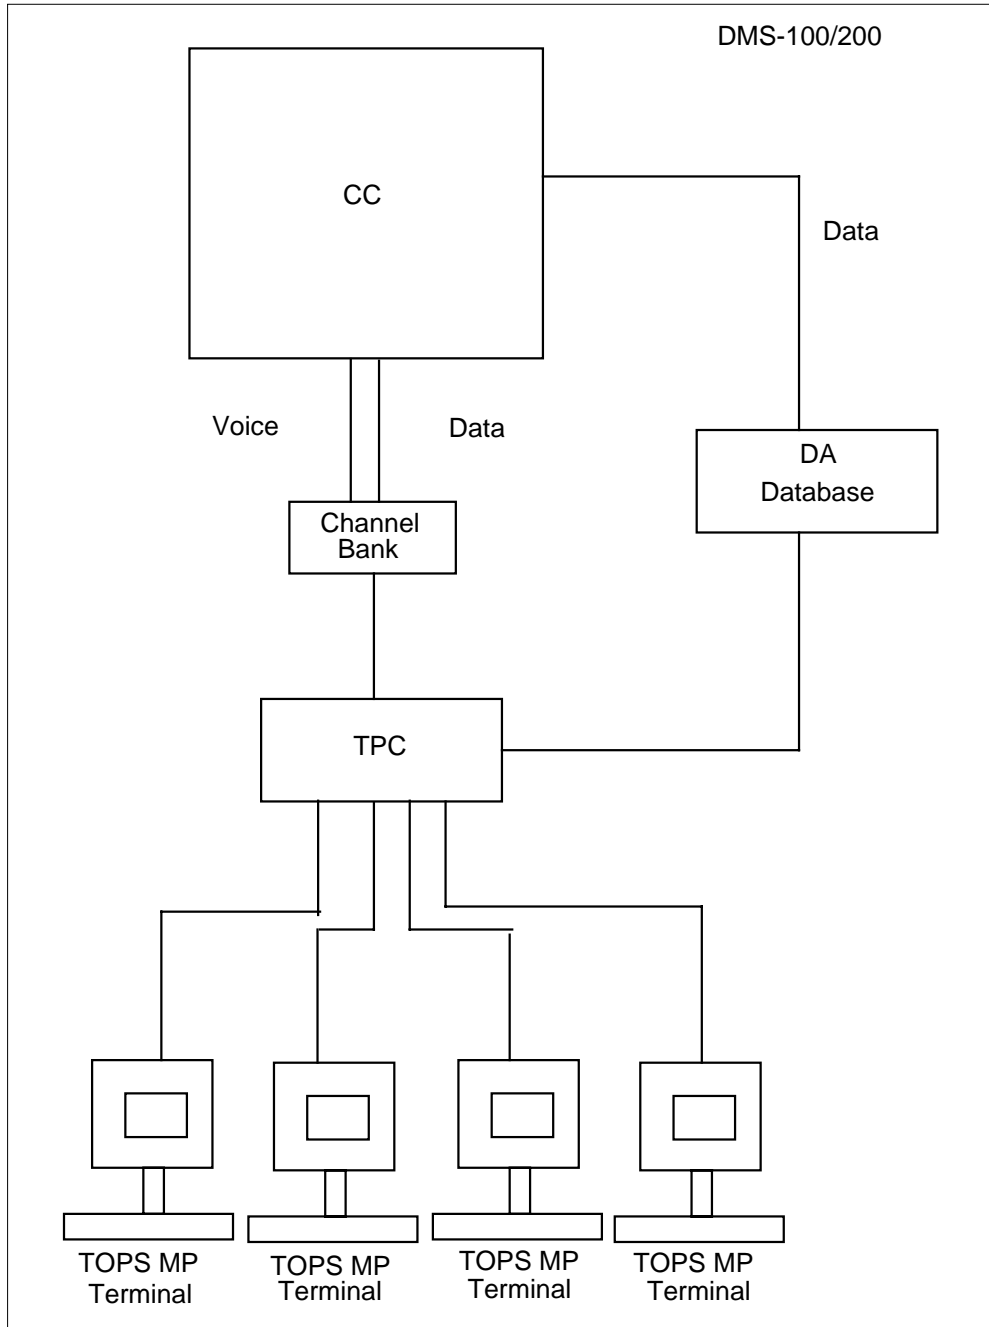 DMS-100/200
CC
Data
Voice
Data
DA
Database
Channel
Bank
TPC
TOPS MP
Terminal
TOPS MP
Terminal
TOPS MP
Terminal
TOPS MP
Terminal